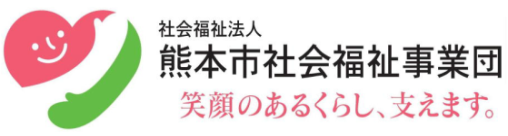 社会福祉法人
熊本市社会福祉事業団
笑顔のあるくらし、支えます。